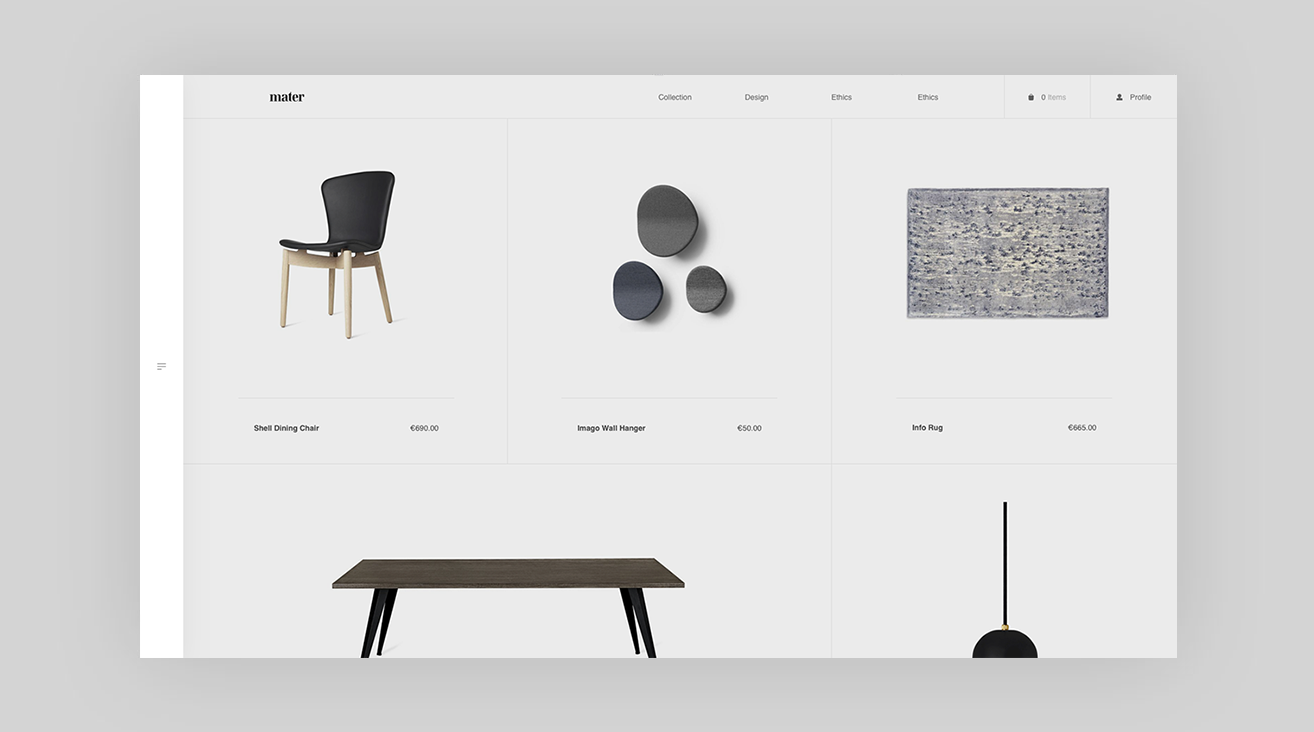 mater
Collection
Design
Ethics
Ethics
0 Items
Profile
Shell Dining Chair
€690.00
Imago Wall Hanger
€50.00
Info Rug
€665.00